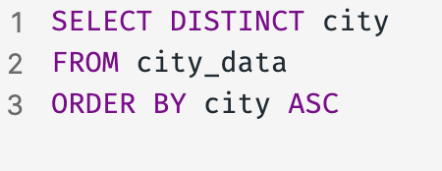 1 SELECT DISTINCT city
2 FROM city_data
3 ORDER BY city ASC